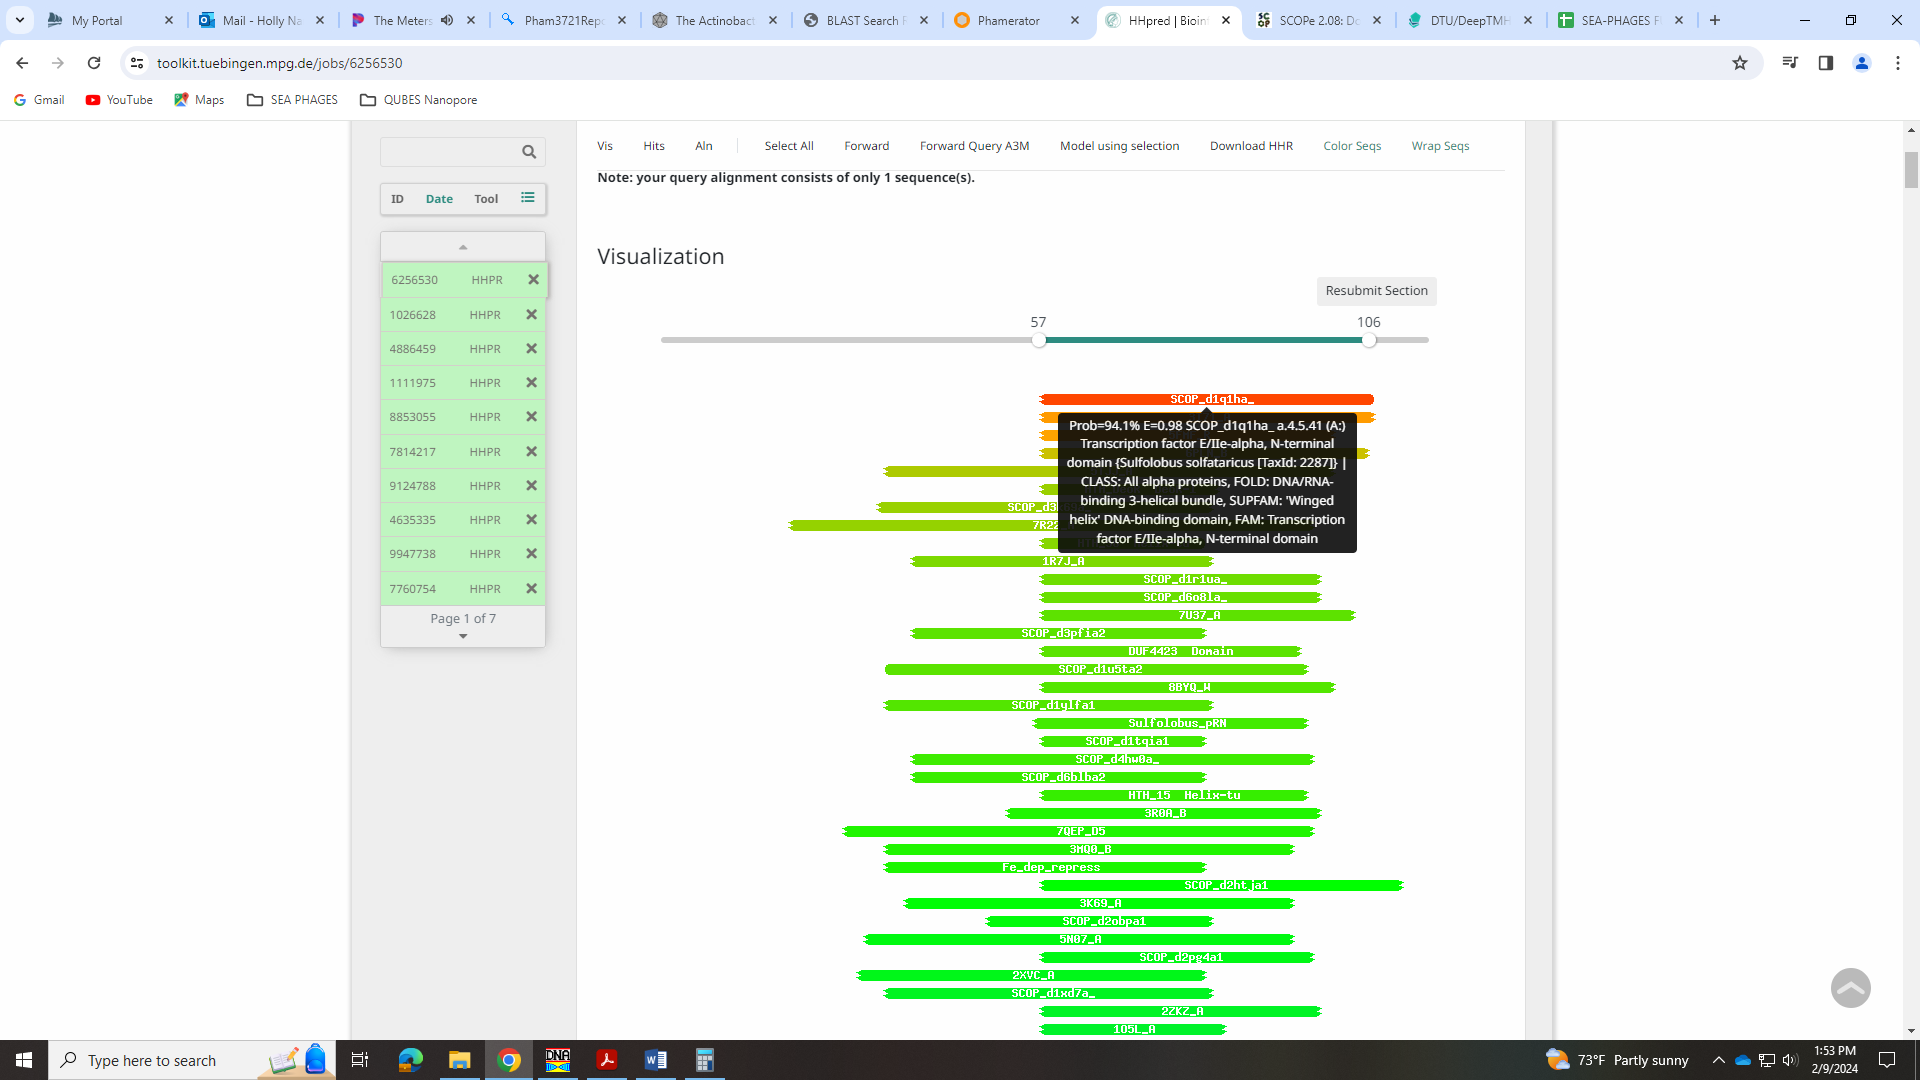 My Portal
Mail - Holly Na
The Meters
Pham3721Repo
The Actinobact
BLAST Search R
Phamerator
HHpred | Bioin
SCOPe 2.08: Do
DTU/DeepTMH
SEA-PHAGES F
toolkit.tuebingen.mpg.de/jobs/6256530
Gmail
YouTube
Maps
SEA PHAGES
QUBES Nanopore
Vis
Hits
Aln
Select All
Forward
Forward Query A3M
Model using selection
Download HHR
Color Seqs
Wrap Seqs
Note: your query alignment consists of only 1 sequence(s).
ID Date Tool
6256530 HHPR
1026628 HHPR
4886459 HHPR
1111975 HHPR
8853055 HHPR
7814217 HHPR
9124788 HHPR
4635335 HHPR
9947738 HHPR
7760754 HHPR
Page 1 of 7
Visualization
Resubmit Section
57 106
SCOP_d1q1ha_
Prob=94.1% E=0.98 SCOP_d1q1ha_ a.4.5.41 (A:)
Transcription factor E/IIe-alpha, N-terminal
domain {Sulfolobus solfataricus [TaxId: 2287]} |
CLASS: All alpha proteins, FOLD: DNA/RNA-
binding 3-helical bundle, SUPFAM: 'Winged
helix' DNA-binding domain, FAM: Transcription
factor E/IIe-alpha, N-terminal domain
SCOP_d3
7R22
1R7J_A
SCOP_d1r1ua_
SCOP_d6o8la_
7U37_A
SCOP_d3pfia2
DUF4423 Domain
SCOP_d1u5ta2
8BYQ_W
SCOP_d1ylfa1
Sulfolobus_pRN
SCOP_d1tqia1
SCOP_d4hw0a_
SCOP_d6blba2
HTH_15 Helix-tu
3R0A_B
7QEP_D5
3MQ0_B
Fe_dep_repress
SCOP_d2htja1
3K69_A
SCOP_d2obpa1
5N07_A
SCOP_d2pg4a1
2XVC_A
SCOP_d1xd7a_
2ZKZ_A
1O5L_A
Type here to search
73°F Partly sunny
1:53 PM
2/9/2024